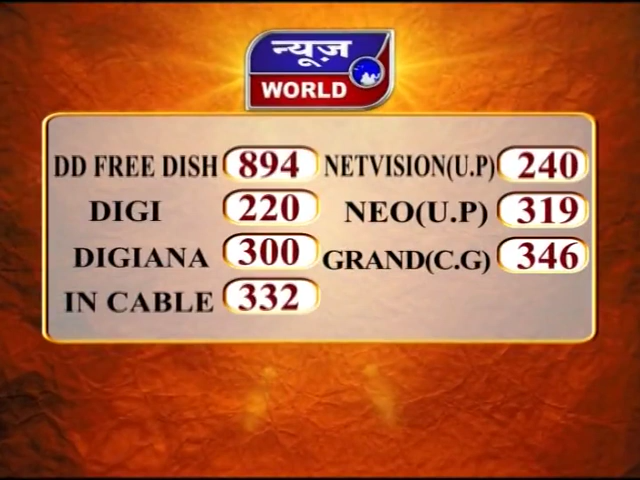 न्यूज़
WORLD
DD FREE DISH 894
DIGI 220
DIGIANA 300
IN CABLE 332
NETVISION(U.P) 240
NEO(U.P) 319
GRAND(C.G) 346